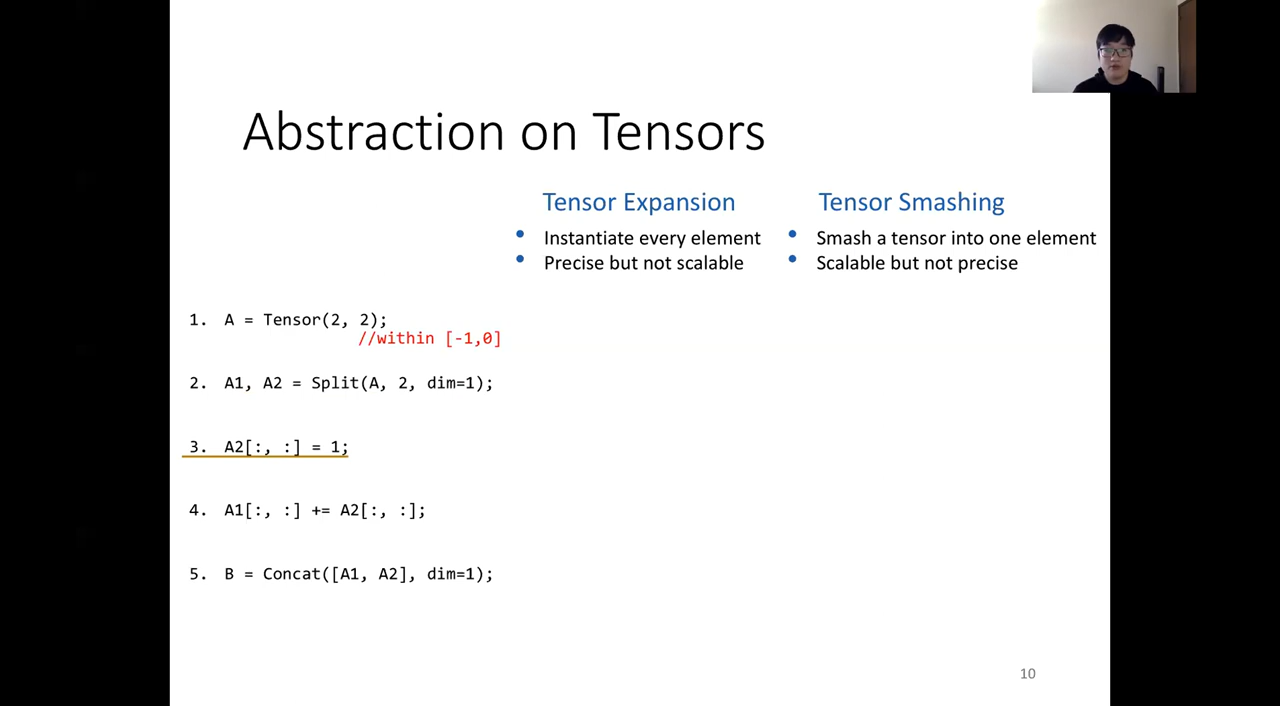 Abstraction on Tensors
Tensor Expansion
• Instantiate every element
• Precise but not scalable
Tensor Smashing
• Smash a tensor into one element
• Scalable but not precise
1. A = Tensor(2, 2);
//within [-1,0]
2. A1, A2 = Split(A, 2, dim=1);
3. A2[:, :] = 1;
4. A1[:, :] += A2[:, :];
5. B = Concat([A1, A2], dim=1);
10